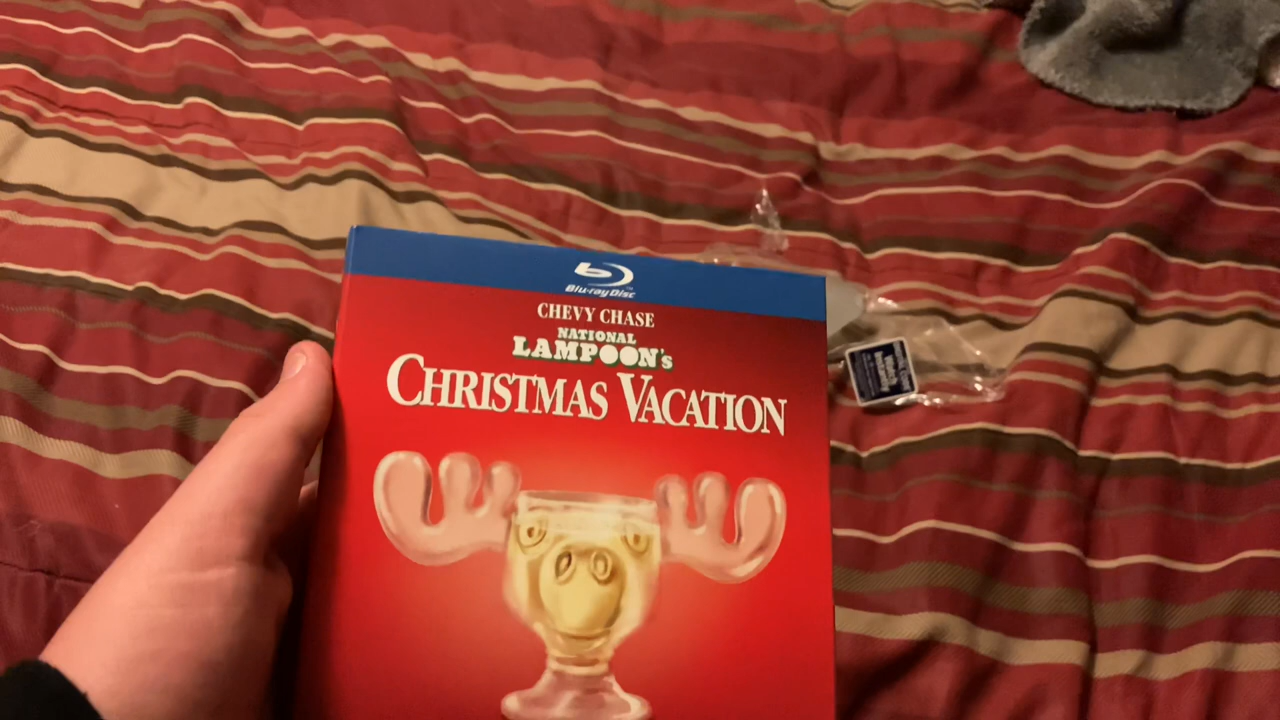 Blu-ray Disc
CHEVY CHASE
NATIONAL
LAMPOON's
CHRISTMAS VACATION